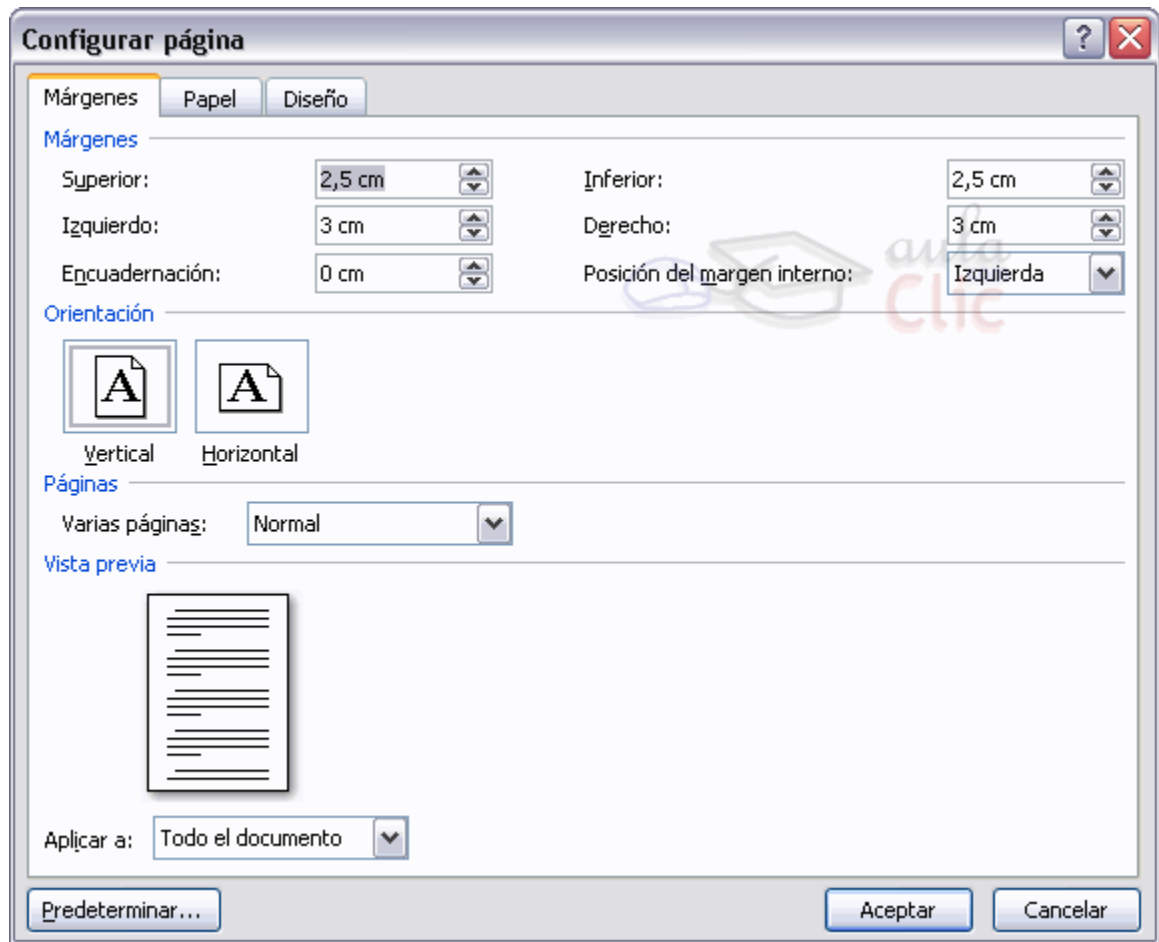 Configurar página
Márgenes Papel Diseño
Márgenes
Superior: 2,5 cm Inferior: 2,5 cm
Izquierdo: 3 cm Derecho: 3 cm
Encuadernación: 0 cm Posición del margen interno: Izquierda
aula
Clic
Orientación
A A
Vertical Horizontal
Páginas
Varias páginas: Normal
Vista previa
Aplicar a: Todo el documento
Predeterminar... Aceptar Cancelar